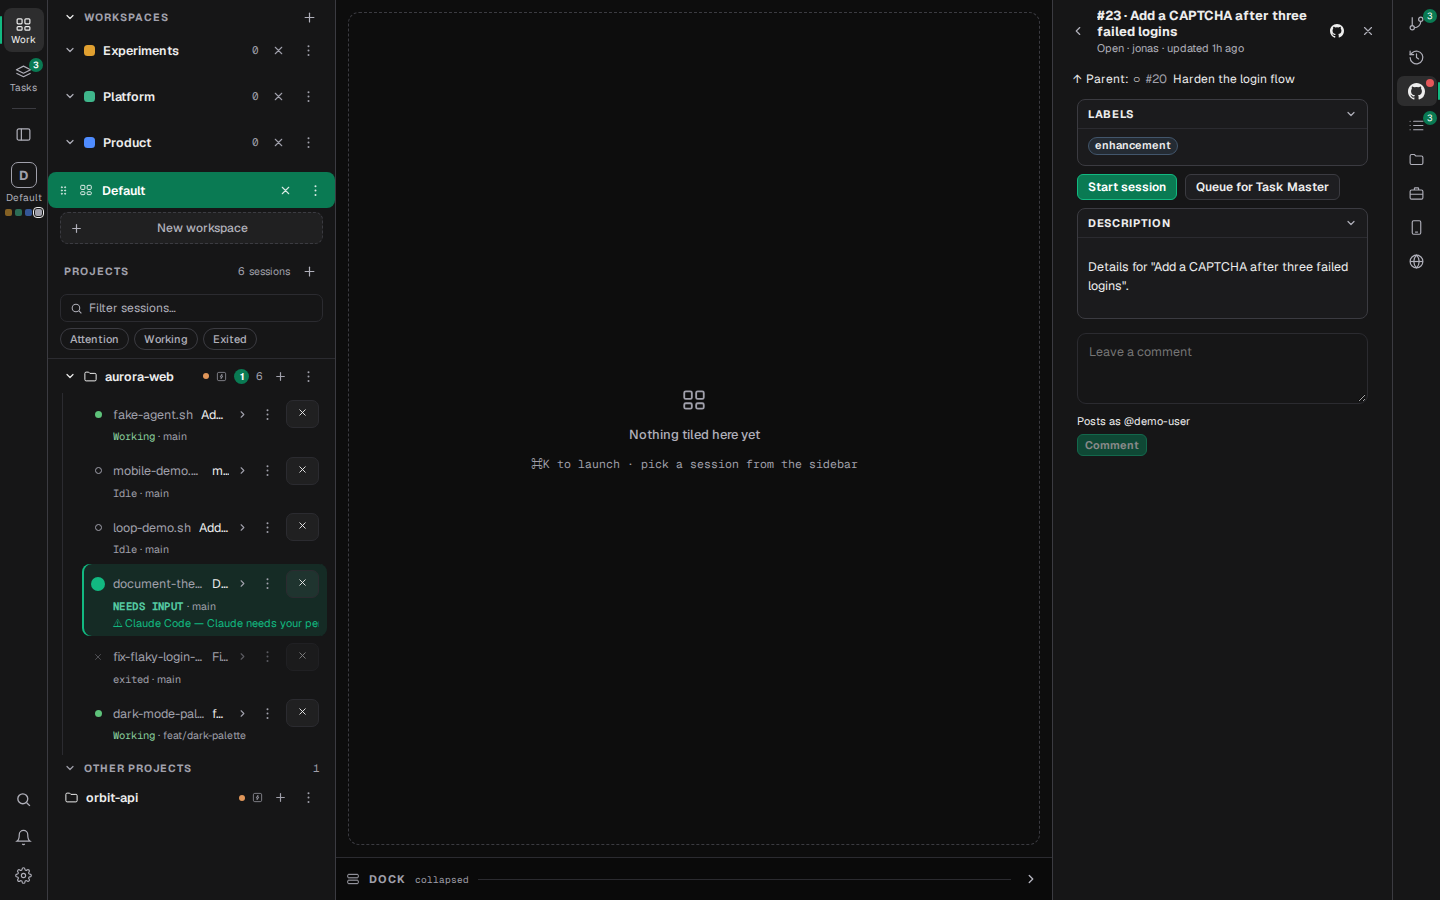 Work
3
Tasks
D
Default
WORKSPACES
Experiments 0
Platform 0
Product 0
Default
New workspace
PROJECTS 6 sessions
Filter sessions...
Attention Working Exited
aurora-web 1 6
fake-agent.sh Ad...
Working · main
mobile-demo.... m...
Idle · main
loop-demo.sh Add...
Idle · main
document-the... D...
NEEDS INPUT · main
⚠ Claude Code — Claude needs your pe
fix-flaky-login-... Fi...
exited · main
dark-mode-pal... f...
Working · feat/dark-palette
OTHER PROJECTS 1
orbit-api
Nothing tiled here yet
⌘K to launch · pick a session from the sidebar
DOCK collapsed
#23 · Add a CAPTCHA after three
failed logins
Open · jonas · updated 1h ago
↑ Parent: ○ #20 Harden the login flow
LABELS
enhancement
Start session Queue for Task Master
DESCRIPTION
Details for "Add a CAPTCHA after three failed
logins".
Leave a comment
Posts as @demo-user
Comment
3
3